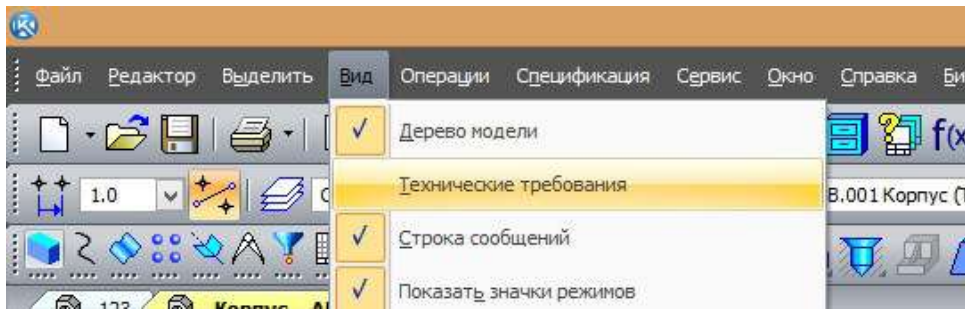 Файл Редактор Выделить Вид Операции Спецификация Сервис Окно Справка Би
Дерево модели
f(x
Технические требования
1.0
В.001 Корпус (Т
Строка сообщений
Показать значки режимов
123 Корпус